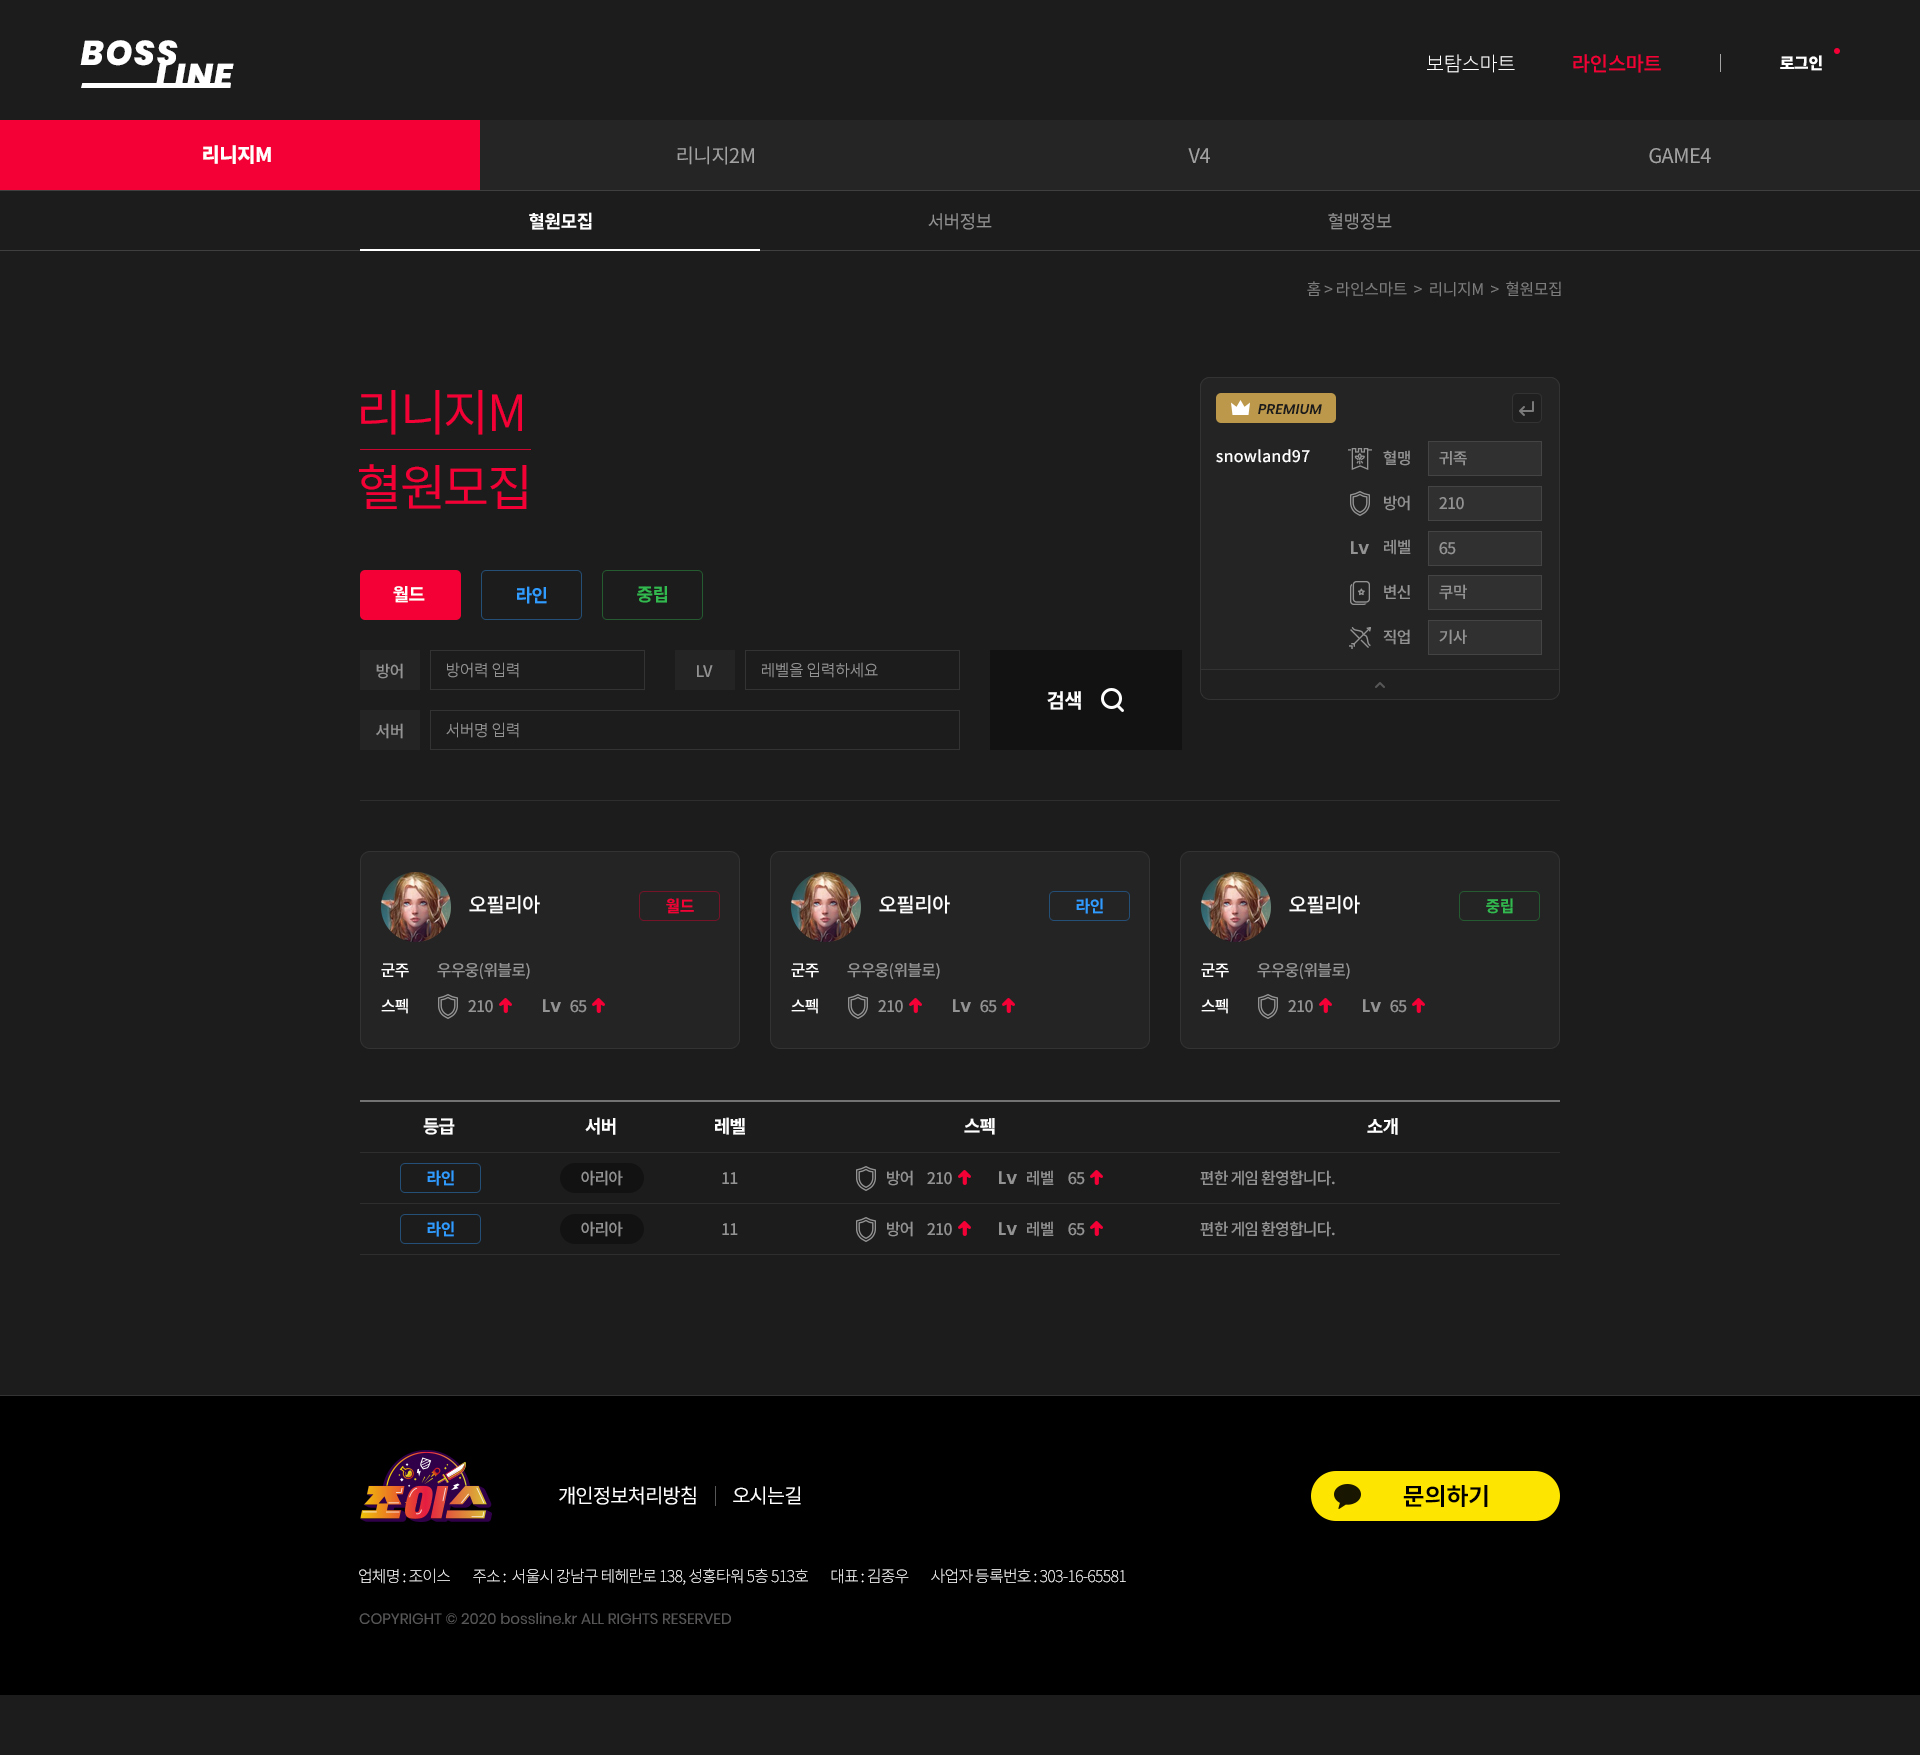 BOSS LINE
보탐스마트 라인스마트 로그인
리니지M 리니지2M V4 GAME4
혈원모집 서버정보 혈맹정보
홈 > 라인스마트 > 리니지M > 혈원모집
리니지M
혈원모집
PREMIUM
snowland97 혈맹 귀족
방어 210
Lv 레벨 65
변신 쿠막
직업 기사
월드 라인 중립
방어 방어력 입력 LV 레벨을 입력하세요
검색
서버 서버명 입력
오필리아 월드
군주 우우웅(위블로)
스펙 210 Lv 65
오필리아 라인
군주 우우웅(위블로)
스펙 210 Lv 65
오필리아 중립
군주 우우웅(위블로)
스펙 210 Lv 65
등급 서버 레벨 스펙 소개
라인 아리아 11 방어 210 Lv 레벨 65 편한 게임 환영합니다.
라인 아리아 11 방어 210 Lv 레벨 65 편한 게임 환영합니다.
조이스
개인정보처리방침 오시는길
문의하기
업체명 : 조이스 주소 : 서울시 강남구 테헤란로 138, 성홍타워 5층 513호 대표 : 김종우 사업자 등록번호 : 303-16-65581
COPYRIGHT © 2020 bossline.kr ALL RIGHTS RESERVED